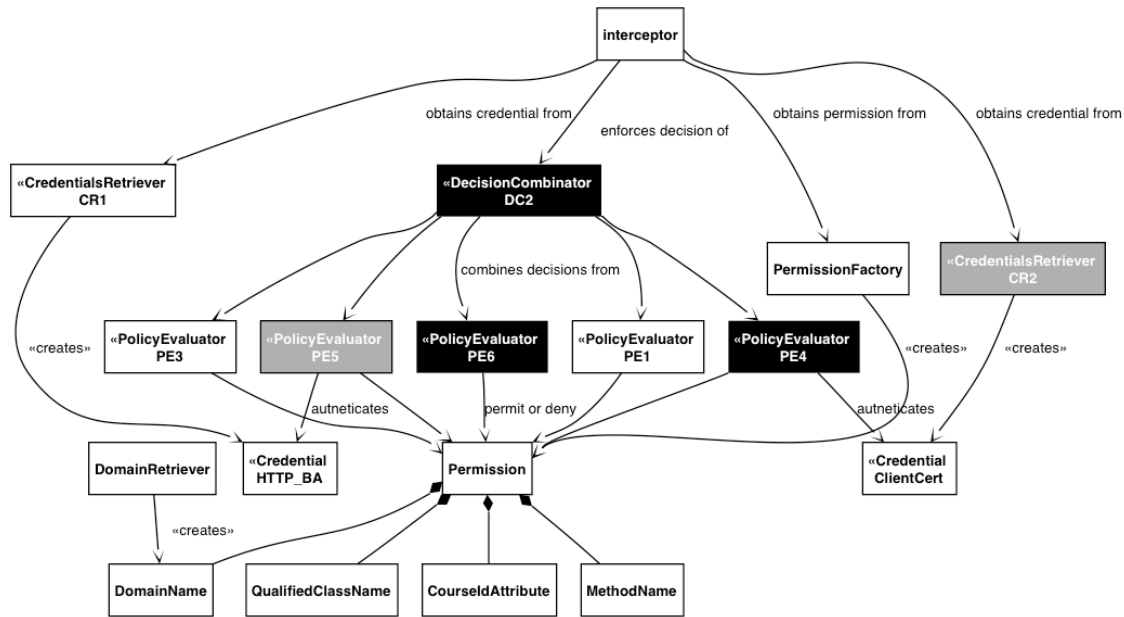 interceptor
obtains credential from
enforces decision of
obtains permission from
obtains credential from
«CredentialsRetriever
CR1
«DecisionCombinator
DC2
PermissionFactory
«CredentialsRetriever
CR2
combines decisions from
«PolicyEvaluator
PE3
«PolicyEvaluator
PE5
«PolicyEvaluator
PE6
«PolicyEvaluator
PE1
«PolicyEvaluator
PE4
«creates»
«creates»
«creates»
autneticates
permit or deny
autneticates
DomainRetriever
«Credential
HTTP_BA
Permission
«Credential
ClientCert
«creates»
DomainName
QualifiedClassName
CourseIdAttribute
MethodName